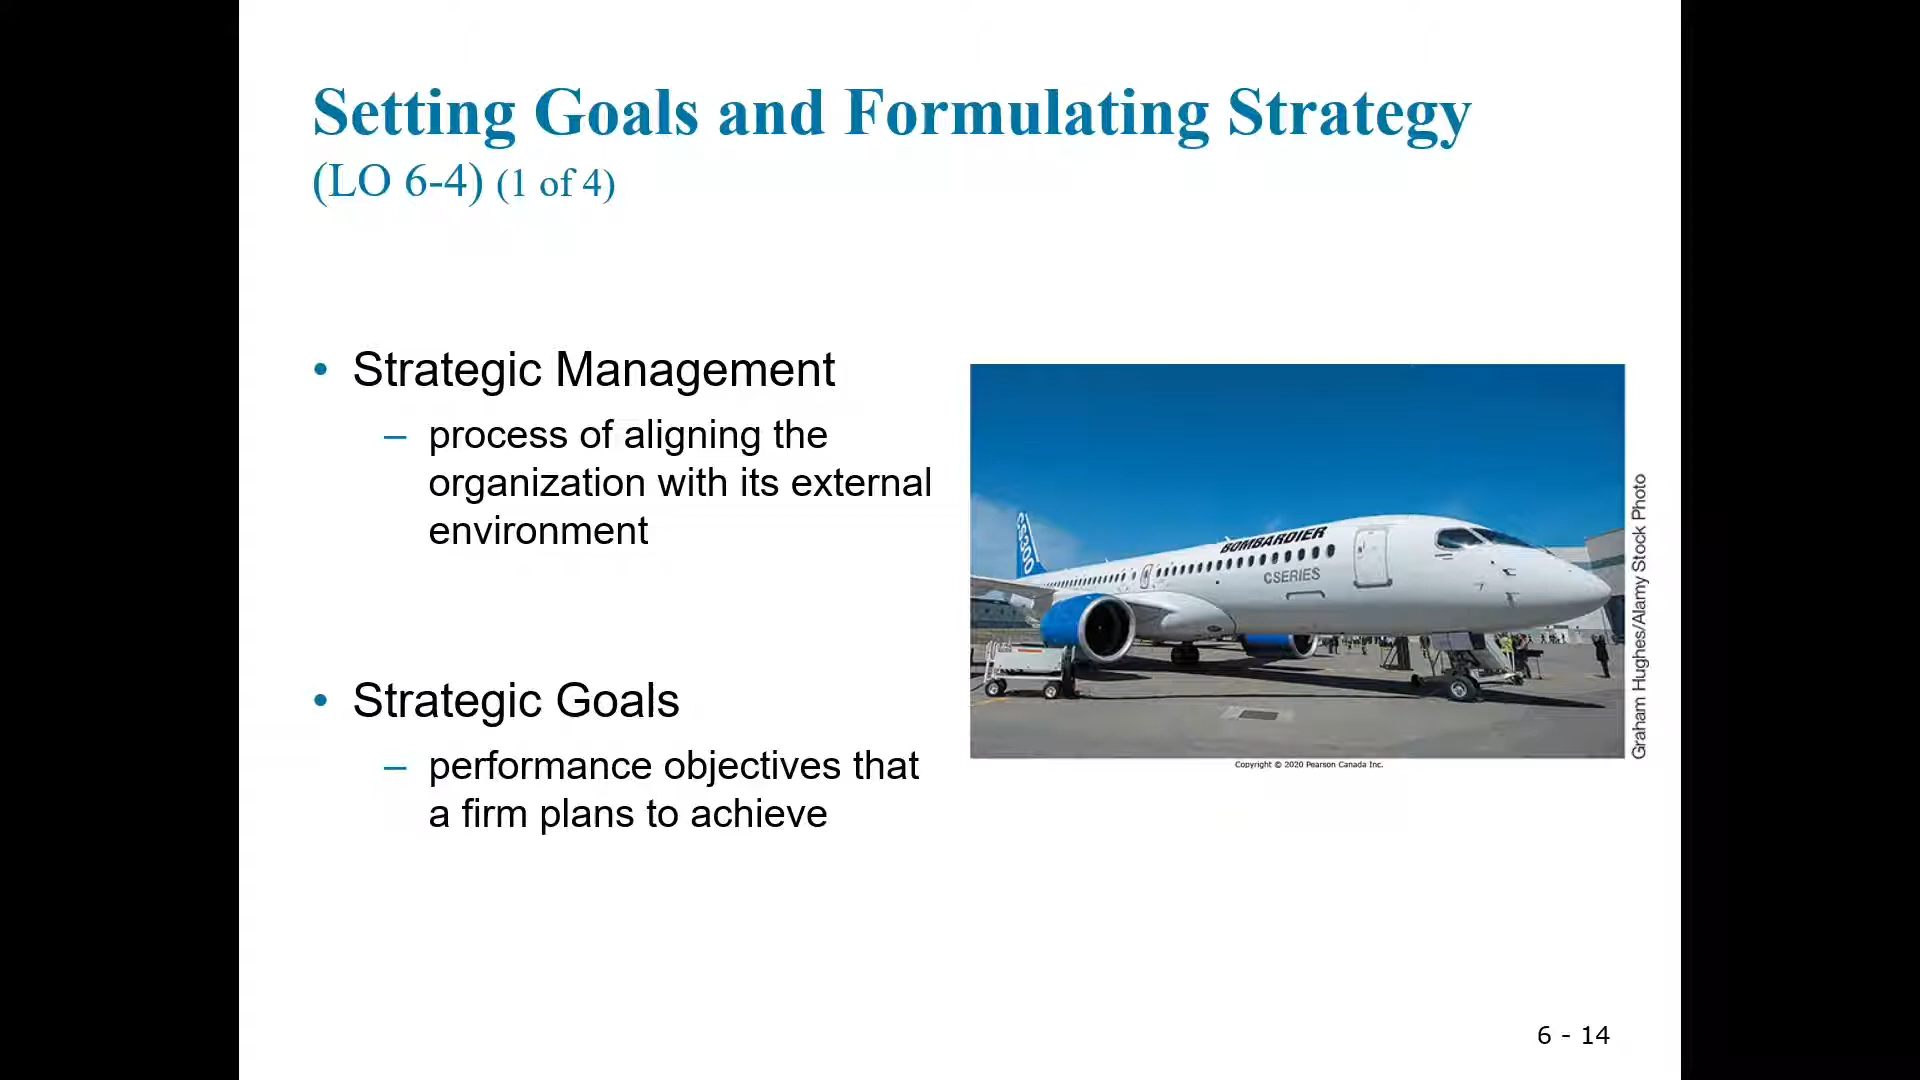 Setting Goals and Formulating Strategy
(LO 6-4) (1 of 4)
• Strategic Management
– process of aligning the
organization with its external
environment
• Strategic Goals
– performance objectives that
a firm plans to achieve
CS300
BOMBARDIER
CSERIES
Graham Hughes/Alamy Stock Photo
Copyright © 2020 Pearson Canada Inc.
6 - 14